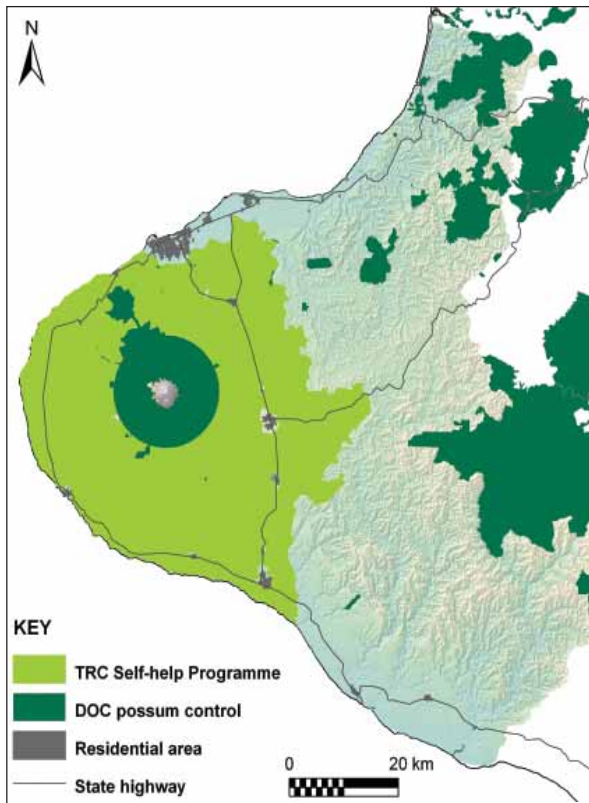 N
KEY
TRC Self-help Programme
DOC possum control
Residential area
State highway
0 20 km